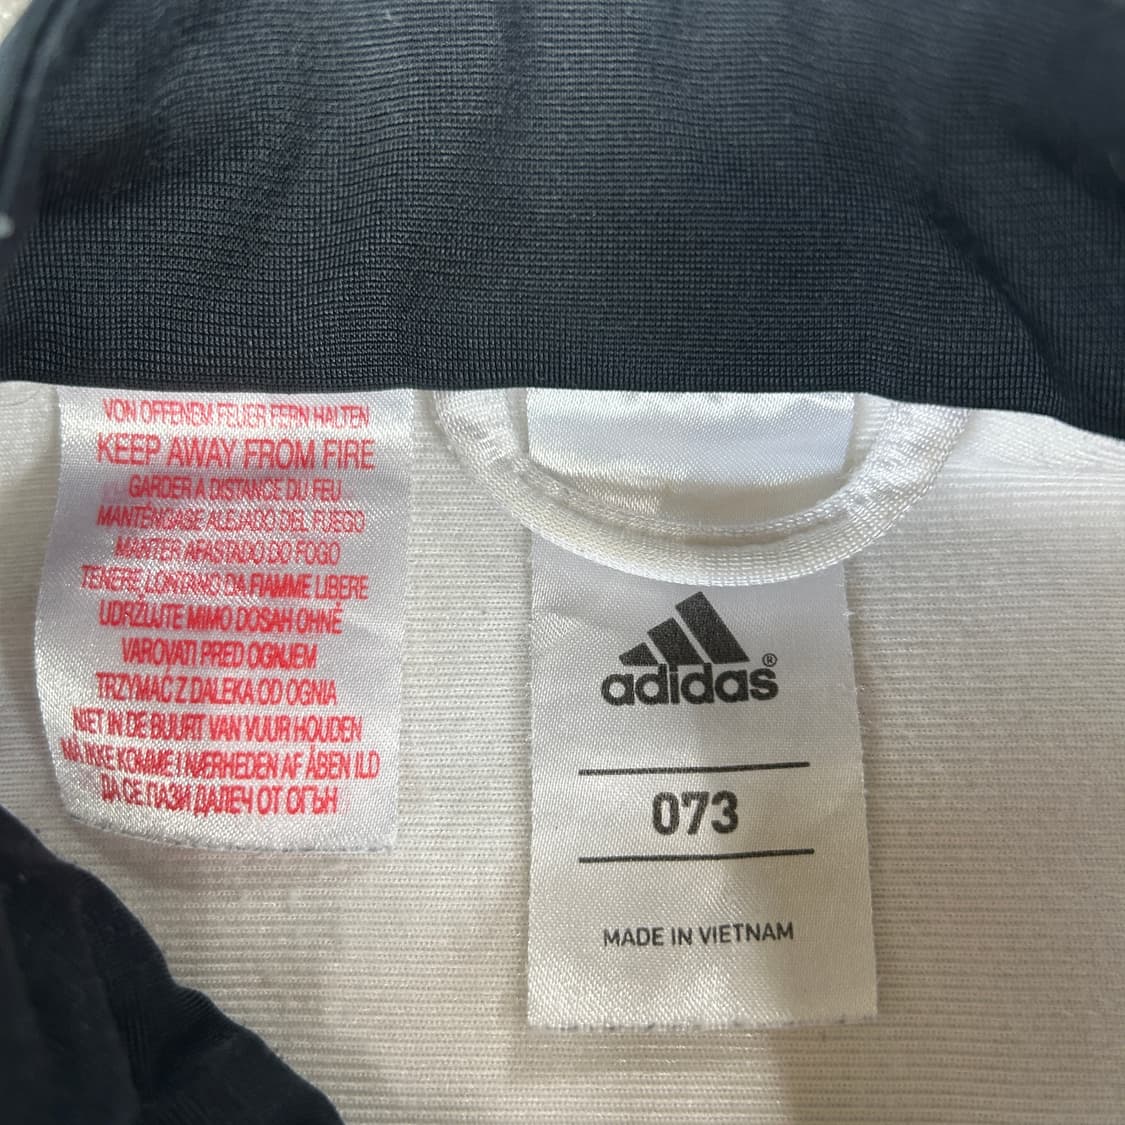 VON OFFENEM FEUER FERN HALTEN
KEEP AWAY FROM FIRE
GARDER A DISTANCE DU FEU
MANTÉNGASE ALEJADO DEL FUEGO
MANTER AFASTADO DO FOGO
TENERE LONTANO DA FIAMME LIBERE
UDRŽUJTE MIMO DOSAH OHNĚ
VAROVATI PRED OGNJEM
TRZYMAĆ Z DALEKA OD OGNIA
NIET IN DE BUURT VAN VUUR HOUDEN
MÅ IKKE KOMME I NÆRHEDEN AF ÅBEN ILD
ДА СЕ ПАЗИ ДАЛЕЧ ОТ ОГЪН
adidas®
073
MADE IN VIETNAM